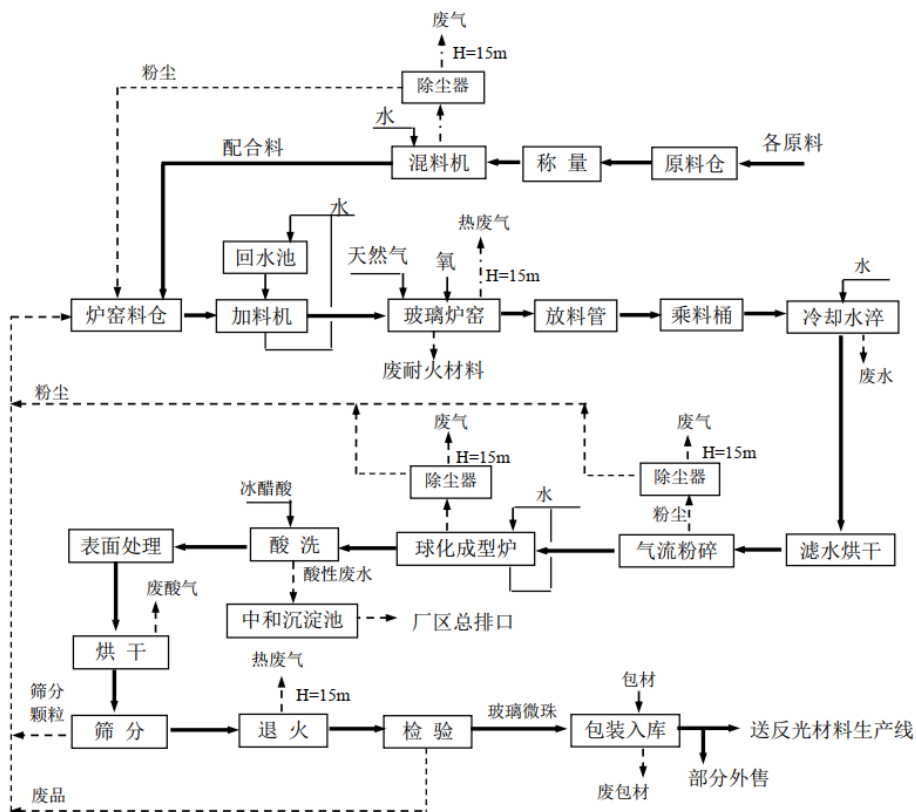 废气
H=15m
粉尘
除尘器
水
配合料
混料机
称 量
原料仓
各原料
水
回水池
天然气
氧
热废气
H=15m
水
炉窑料仓
加料机
玻璃炉窑
放料管
乘料桶
冷却水淬
废耐火材料
废水
粉尘
废气
H=15m
废气
H=15m
除尘器
除尘器
冰醋酸
水
粉尘
表面处理
酸 洗
球化成型炉
气流粉碎
滤水烘干
酸性废水
废酸气
中和沉淀池
厂区总排口
烘 干
热废气
H=15m
筛分
颗粒
包材
筛 分
退 火
检 验
玻璃微珠
包装入库
送反光材料生产线
废包材
部分外售
废品